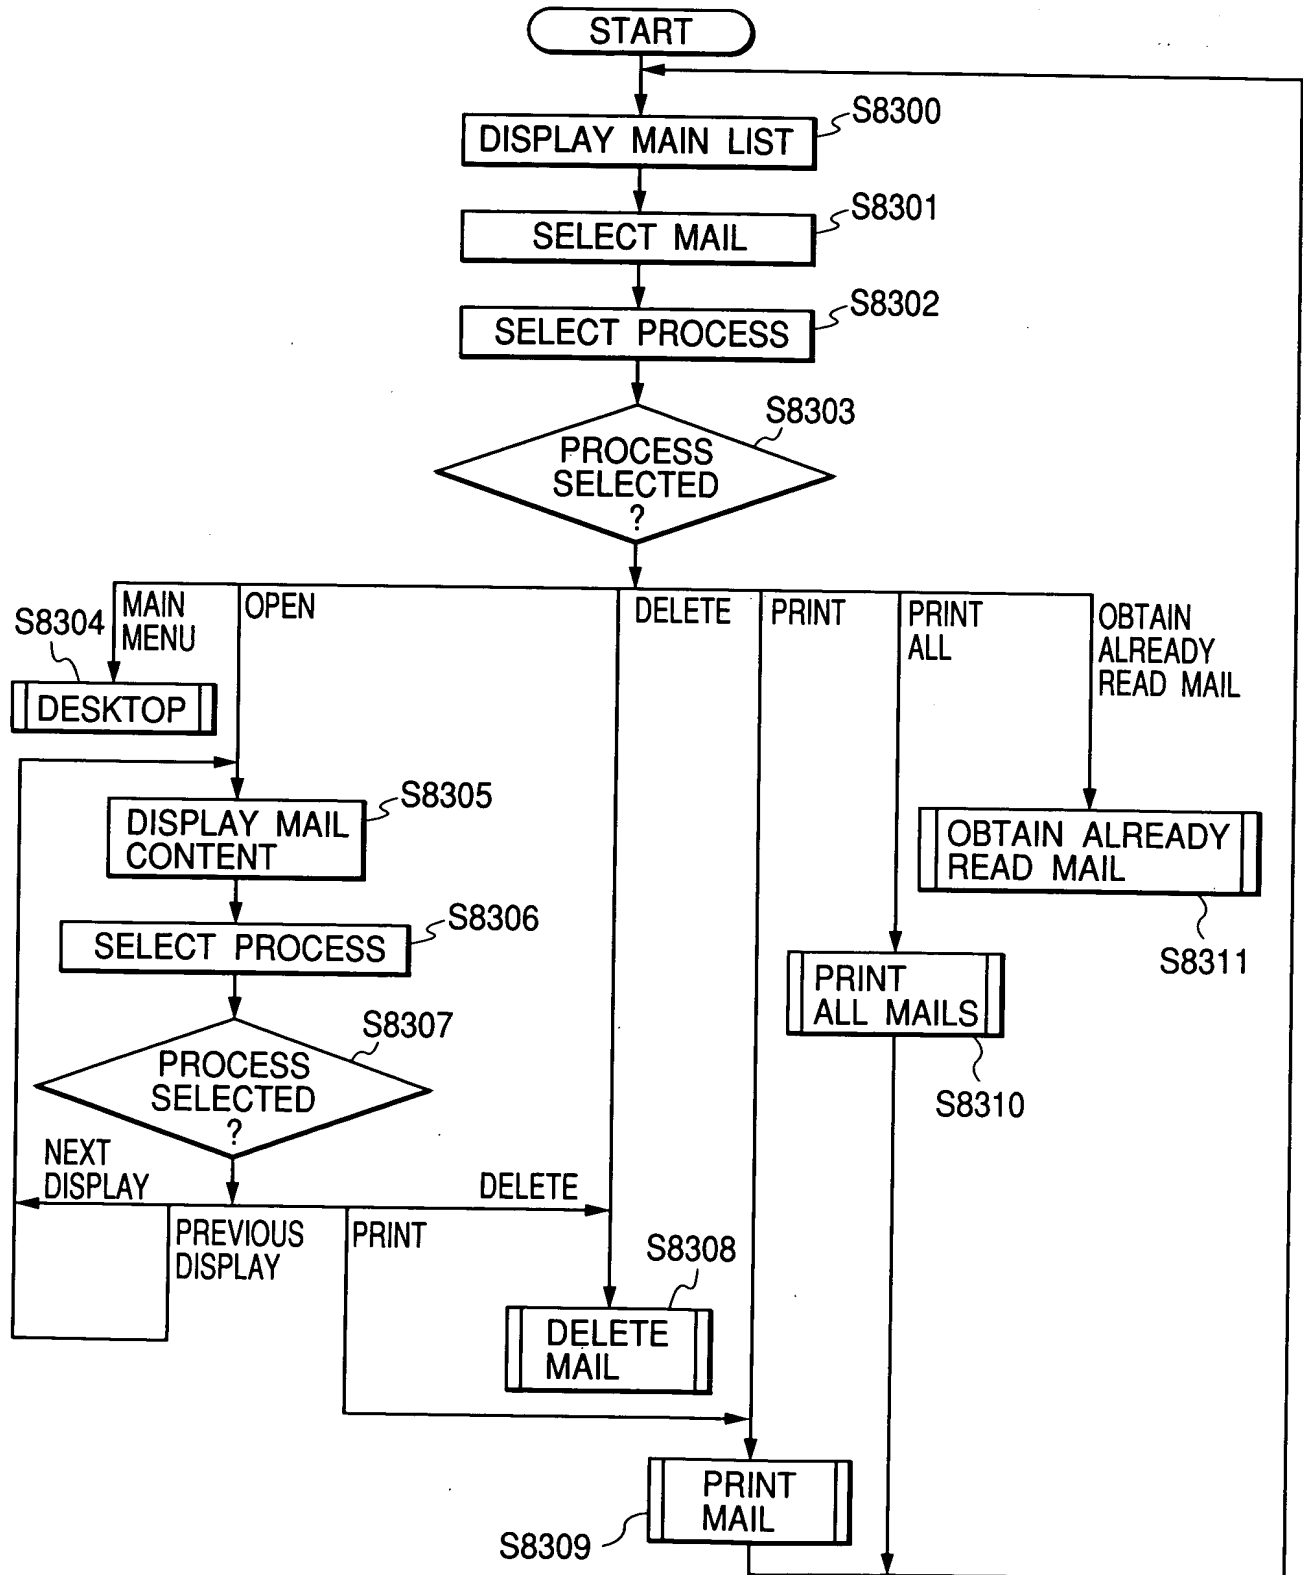 START
S8300
DISPLAY MAIN LIST
S8301
SELECT MAIL
S8302
SELECT PROCESS
S8303
PROCESS
SELECTED
?
MAIN
MENU
OPEN
DELETE
PRINT
PRINT
ALL
OBTAIN
ALREADY
READ MAIL
S8304
DESKTOP
S8305
DISPLAY MAIL
CONTENT
OBTAIN ALREADY
READ MAIL
S8311
S8306
SELECT PROCESS
PRINT
ALL MAILS
S8310
S8307
PROCESS
SELECTED
?
NEXT
DISPLAY
PREVIOUS
DISPLAY
PRINT
DELETE
S8308
DELETE
MAIL
PRINT
MAIL
S8309